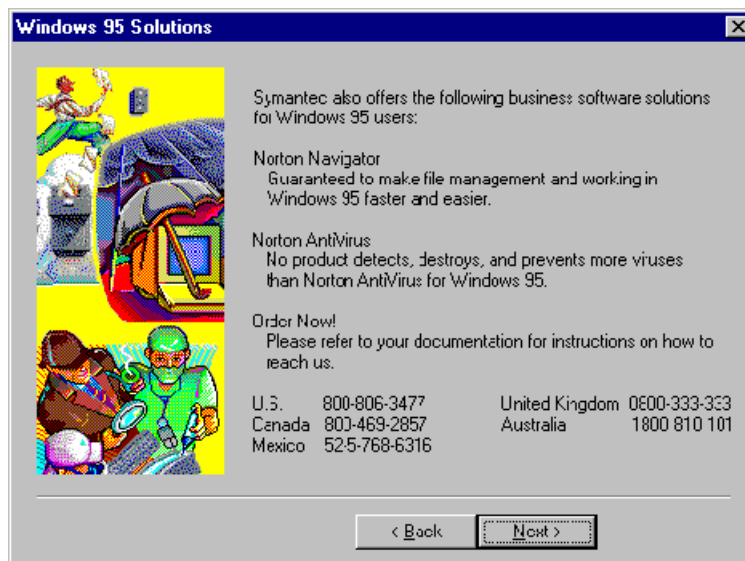 Windows 95 Solutions
Symantec also offers the following business software solutions
for Windows 95 users:
Norton Navigator
Guaranteed to make file management and working in
Windows 95 faster and easier.
Norton AntiVirus
No product detects, destroys, and prevents more viruses
than Norton AntiVirus for Windows 95.
Order Now!
Please refer to your documentation for instructions on how to
reach us.
U.S. 800-806-3477 United Kingdom 0800-333-333
Canada 800-469-2857 Australia 1800 810 101
Mexico 52-5-768-6316
< Back Next >